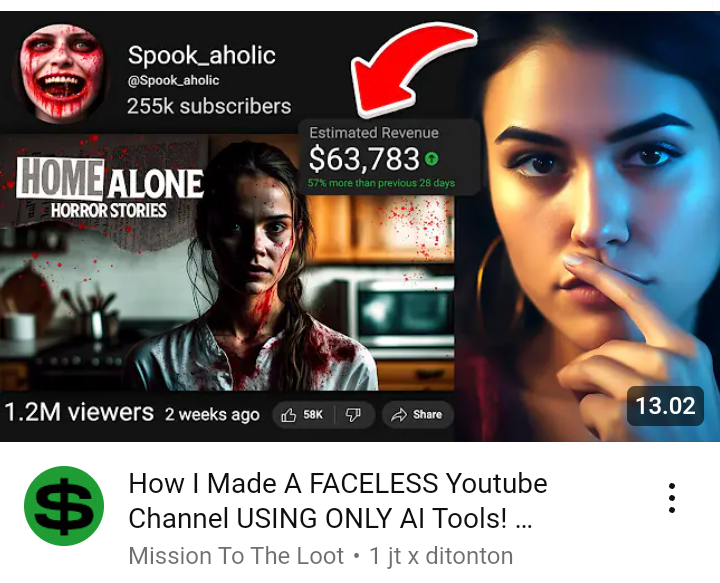 Spook_aholic
@Spook_aholic
255k subscribers
Estimated Revenue
$63,783
57% more than previous 28 days
HOME ALONE
HORROR STORIES
1.2M viewers 2 weeks ago 58K Share
13.02
$
How I Made A FACELESS Youtube
Channel USING ONLY AI Tools! ...
Mission To The Loot • 1 jt x ditonton